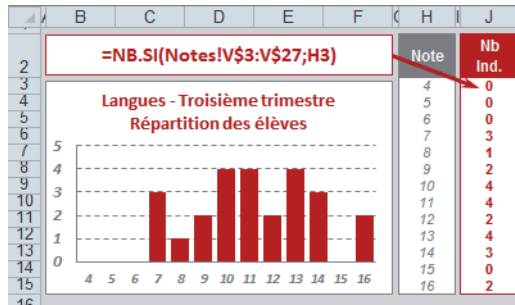 A B C D E F G H I J
2 =NB.SI(Notes!V$3:V$27;H3) Note Nb
Ind.
3 4 0
4 Langues - Troisième trimestre 5 0
5 Répartition des élèves 6 0
6 7 3
7 5 8 1
8 4 9 2
9 3 10 4
10 11 4
11 2 12 2
12 1 13 4
13 14 3
14 0 15 0
15 4 5 6 7 8 9 10 11 12 13 14 15 16 16 2
16